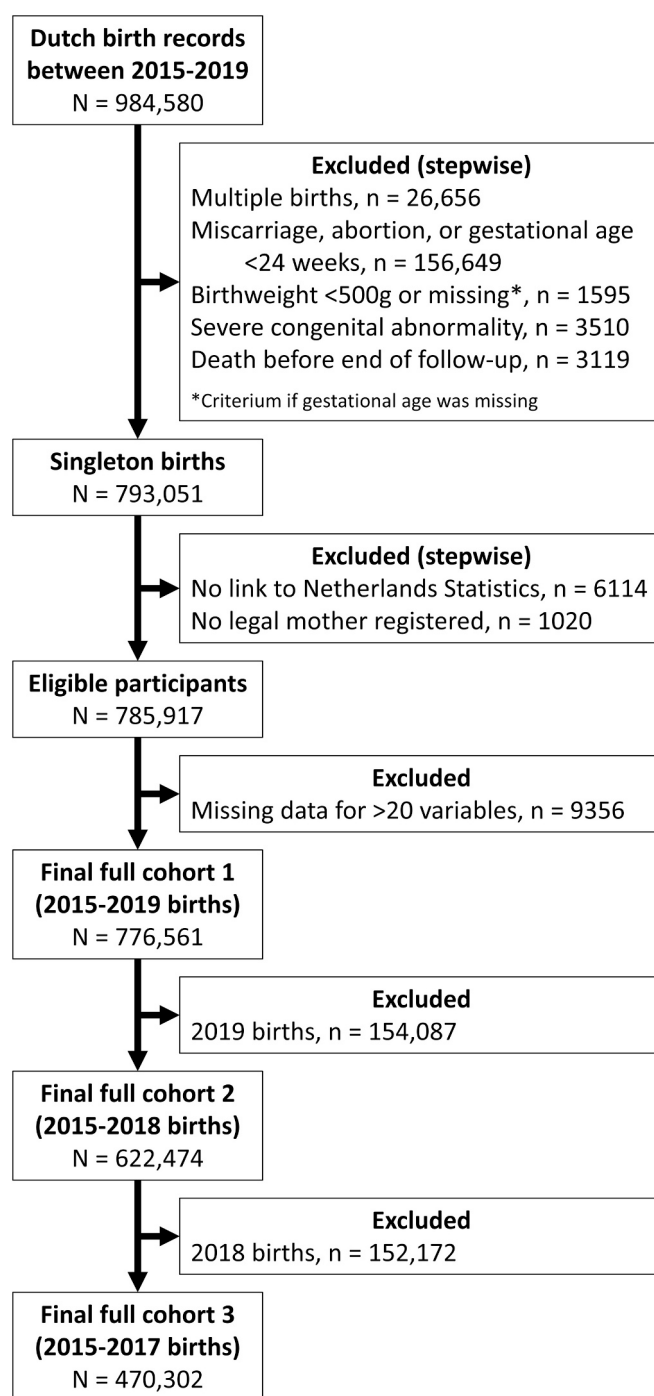 Dutch birth records
between 2015-2019
N = 984,580
Excluded (stepwise)
Multiple births, n = 26,656
Miscarriage, abortion, or gestational age
<24 weeks, n = 156,649
Birthweight <500g or missing*, n = 1595
Severe congenital abnormality, n = 3510
Death before end of follow-up, n = 3119
*Criterium if gestational age was missing
Singleton births
N = 793,051
Excluded (stepwise)
No link to Netherlands Statistics, n = 6114
No legal mother registered, n = 1020
Eligible participants
N = 785,917
Excluded
Missing data for >20 variables, n = 9356
Final full cohort 1
(2015-2019 births)
N = 776,561
Excluded
2019 births, n = 154,087
Final full cohort 2
(2015-2018 births)
N = 622,474
Excluded
2018 births, n = 152,172
Final full cohort 3
(2015-2017 births)
N = 470,302